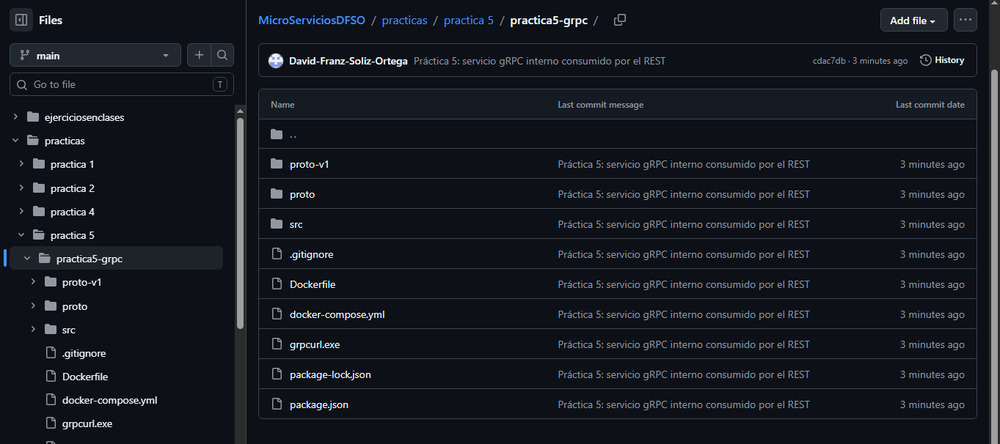 Files
main
Go to file
T
ejerciciosenclases
practicas
practica 1
practica 2
practica 4
practica 5
practica5-grpc
proto-v1
proto
src
.gitignore
Dockerfile
docker-compose.yml
grpcurl.exe
MicroServiciosDFSO / practicas / practica 5 / practica5-grpc /
Add file
David-Franz-Soliz-Ortega Práctica 5: servicio gRPC interno consumido por el REST cdac7db · 3 minutes ago History
Name Last commit message Last commit date
..
proto-v1 Práctica 5: servicio gRPC interno consumido por el REST 3 minutes ago
proto Práctica 5: servicio gRPC interno consumido por el REST 3 minutes ago
src Práctica 5: servicio gRPC interno consumido por el REST 3 minutes ago
.gitignore Práctica 5: servicio gRPC interno consumido por el REST 3 minutes ago
Dockerfile Práctica 5: servicio gRPC interno consumido por el REST 3 minutes ago
docker-compose.yml Práctica 5: servicio gRPC interno consumido por el REST 3 minutes ago
grpcurl.exe Práctica 5: servicio gRPC interno consumido por el REST 3 minutes ago
package-lock.json Práctica 5: servicio gRPC interno consumido por el REST 3 minutes ago
package.json Práctica 5: servicio gRPC interno consumido por el REST 3 minutes ago